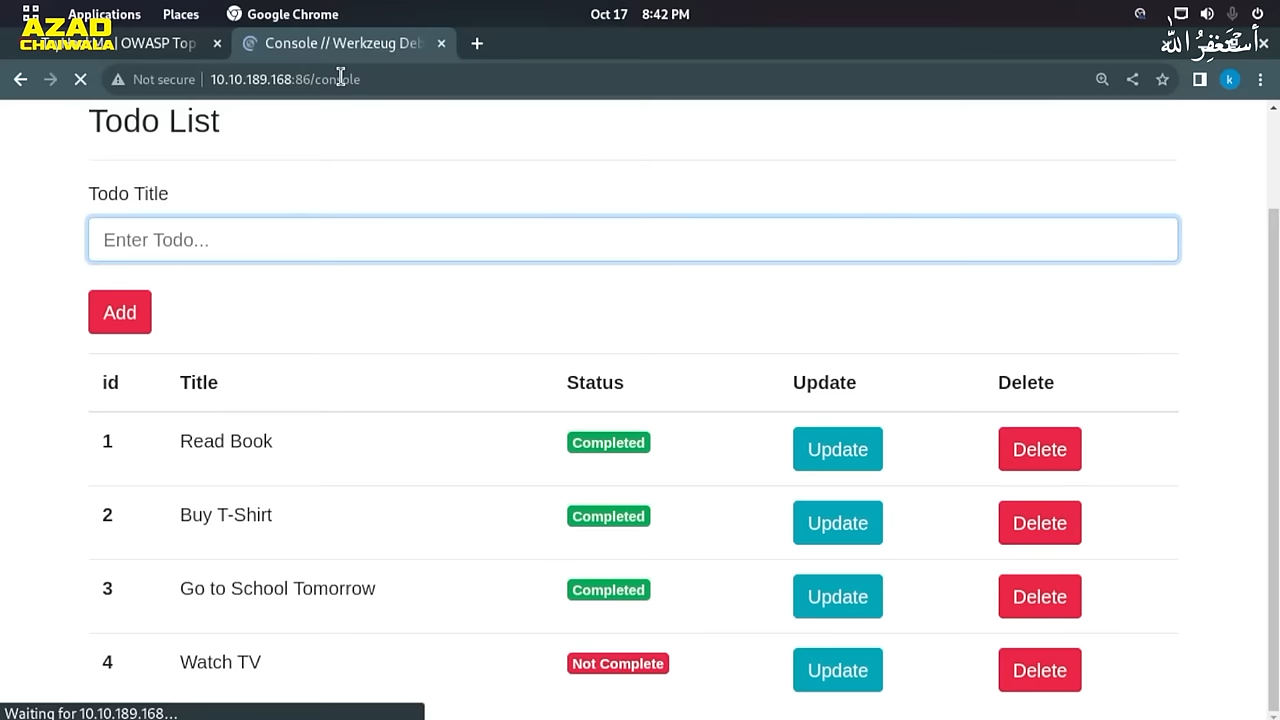 Applications Places Google Chrome Oct 17 8:42 PM
AZAD
CHAIWALA
أستغفر الله
| OWASP Top
Console // Werkzeug Deb
Not secure 10.10.189.168:86/console
k
Todo List
Todo Title
Enter Todo...
Add
id Title Status Update Delete
1 Read Book Completed Update Delete
2 Buy T-Shirt Completed Update Delete
3 Go to School Tomorrow Completed Update Delete
4 Watch TV Not Complete Update Delete
Waiting for 10.10.189.168...